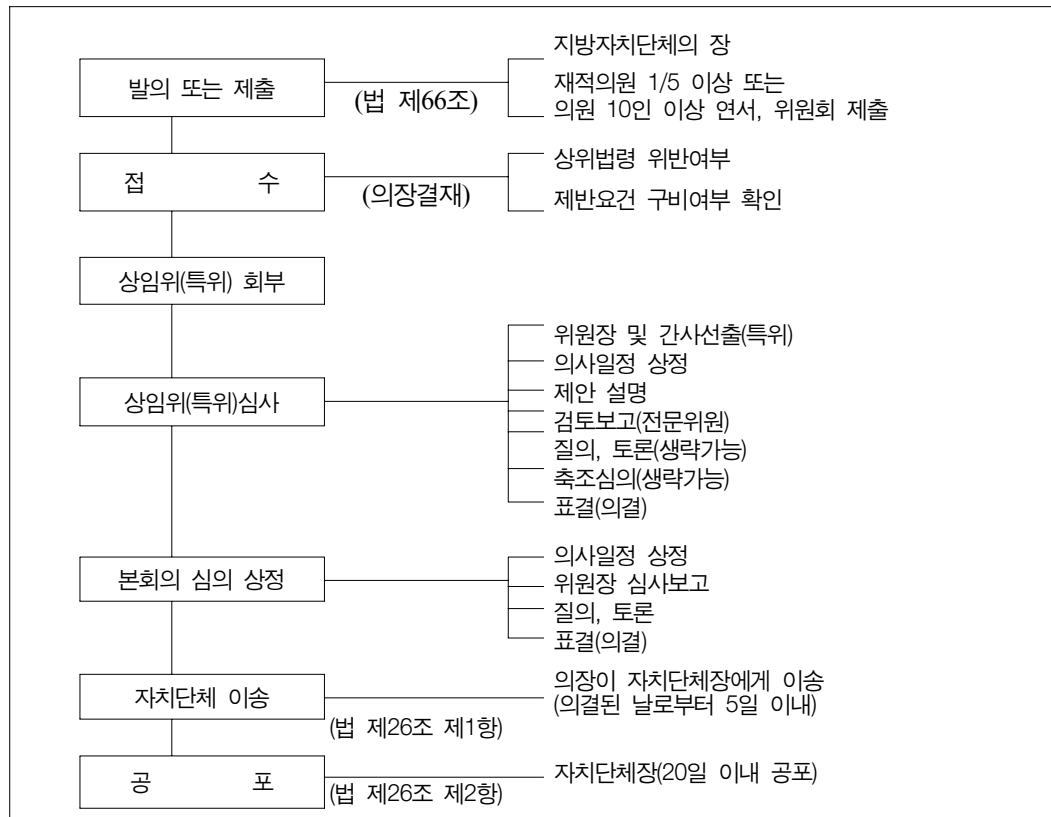 발의 또는 제출
(법 제66조)
지방자치단체의 장
재적의원 1/5 이상 또는
의원 10인 이상 연서, 위원회 제출
접 수
(의장결재)
상위법령 위반여부
제반요건 구비여부 확인
상임위(특위) 회부
상임위(특위)심사
위원장 및 간사선출(특위)
의사일정 상정
제안 설명
검토보고(전문위원)
질의, 토론(생략가능)
축조심의(생략가능)
표결(의결)
본회의 심의 상정
의사일정 상정
위원장 심사보고
질의, 토론
표결(의결)
자치단체 이송
(법 제26조 제1항)
의장이 자치단체장에게 이송
(의결된 날로부터 5일 이내)
공 포
(법 제26조 제2항)
자치단체장(20일 이내 공포)